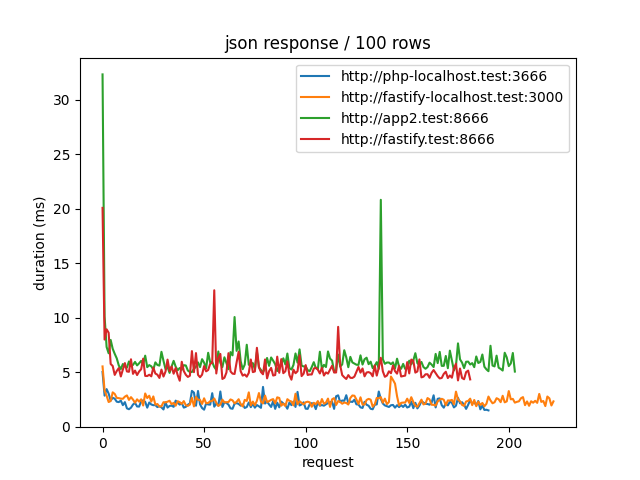 json response / 100 rows
http://php-localhost.test:3666
http://fastify-localhost.test:3000
http://app2.test:8666
http://fastify.test:8666
30
25
20
15
10
5
0
duration (ms)
0
50
100
150
200
request